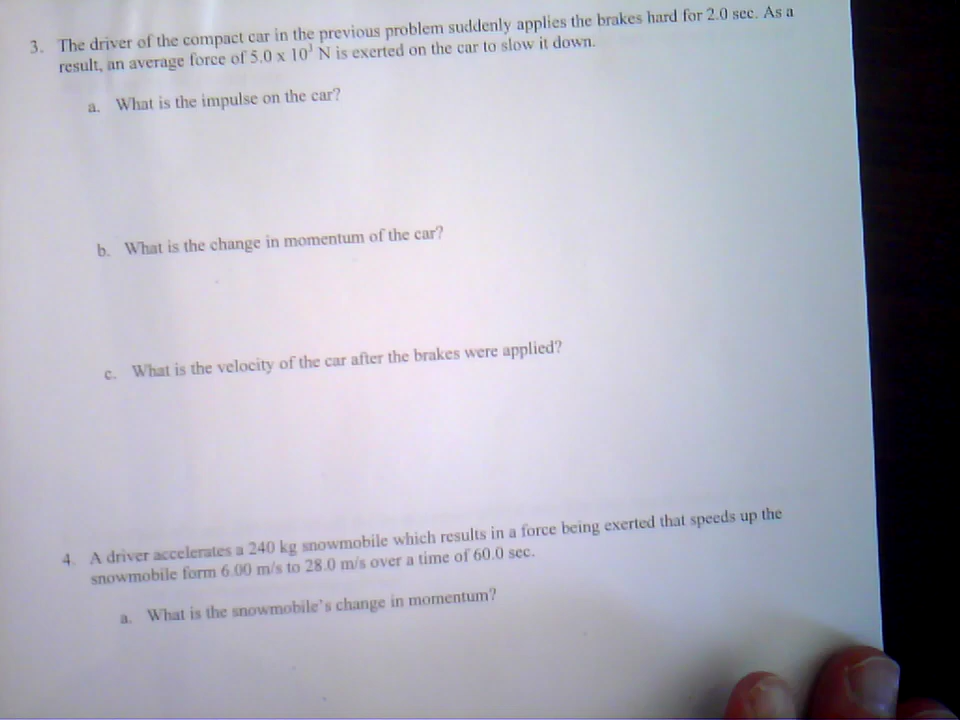 3. The driver of the compact car in the previous problem suddenly applies the brakes hard for 2.0 sec. As a
result, an average force of 5.0 x 10³ N is exerted on the car to slow it down.
a. What is the impulse on the car?
b. What is the change in momentum of the car?
c. What is the velocity of the car after the brakes were applied?
4. A driver accelerates a 240 kg snowmobile which results in a force being exerted that speeds up the
snowmobile form 6.00 m/s to 28.0 m/s over a time of 60.0 sec.
a. What is the snowmobile's change in momentum?